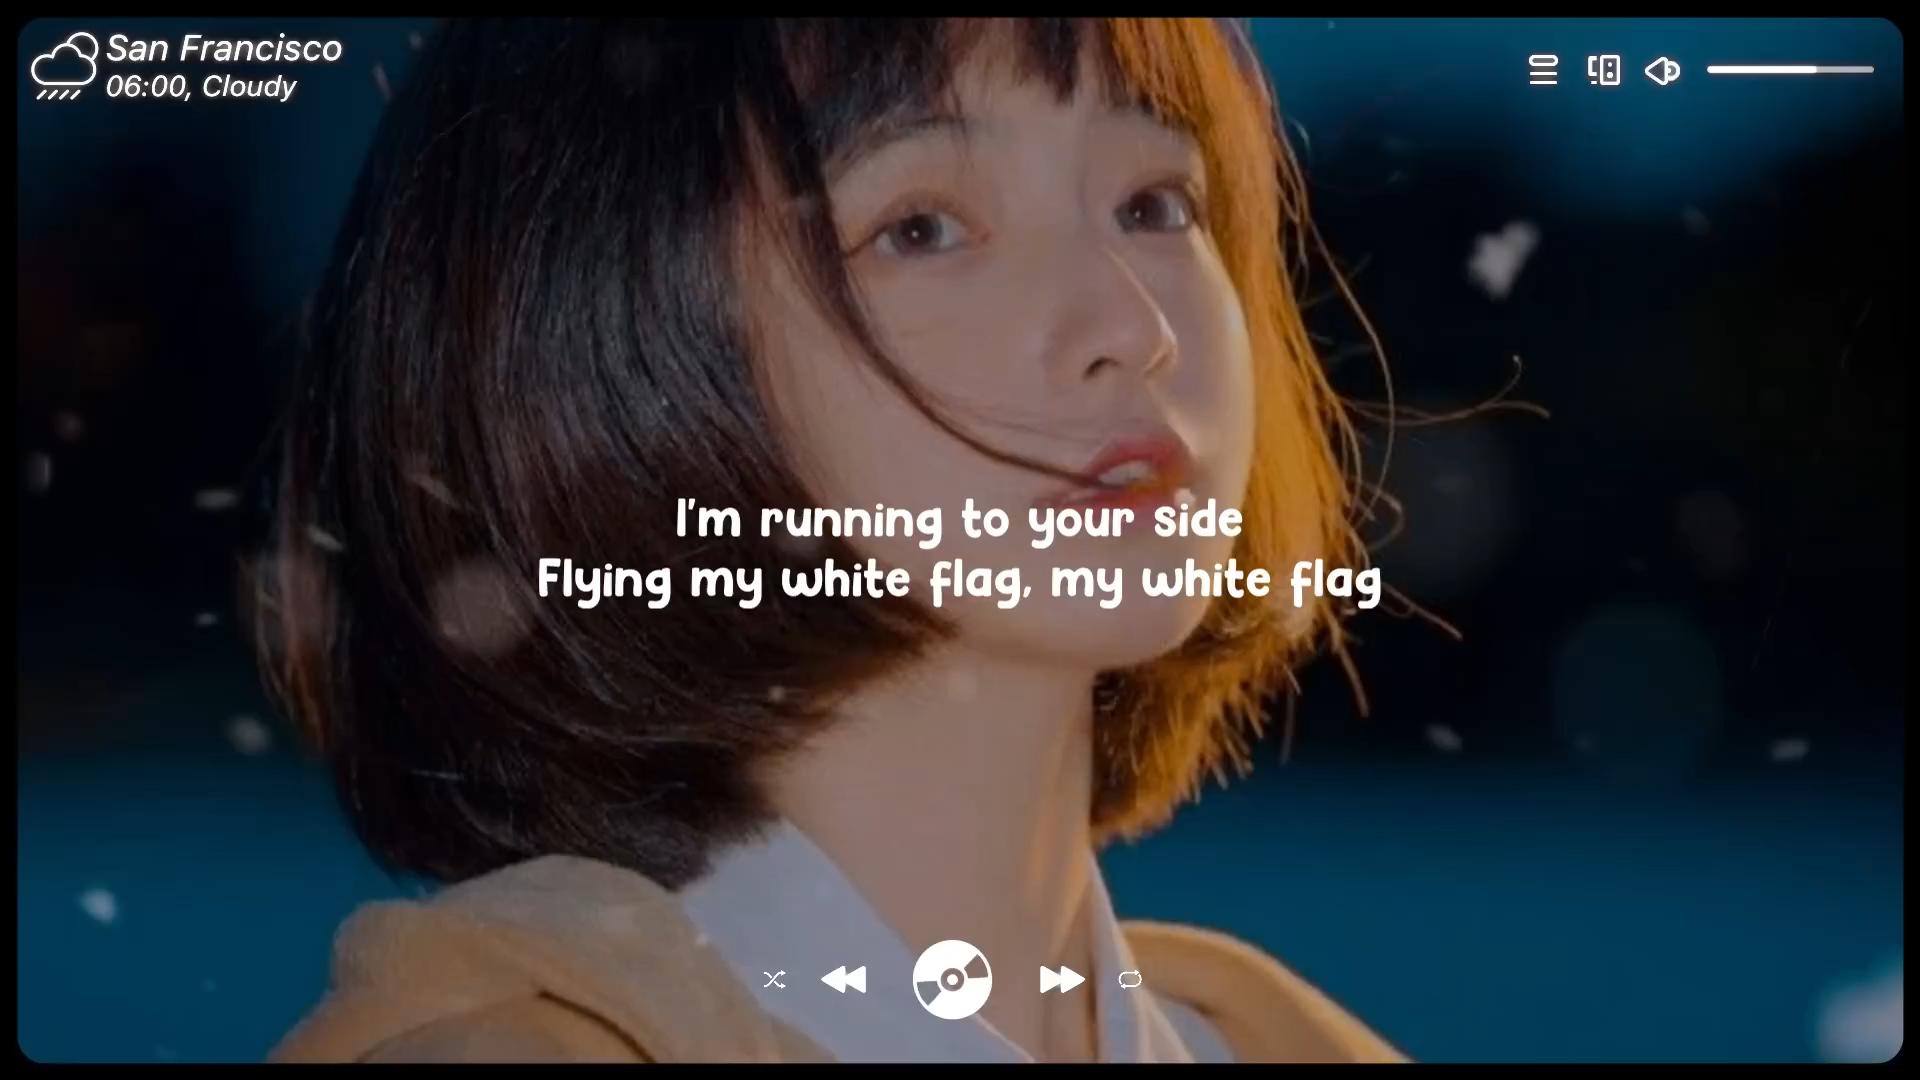 San Francisco
06:00, Cloudy
I'm running to your side
Flying my white flag, my white flag